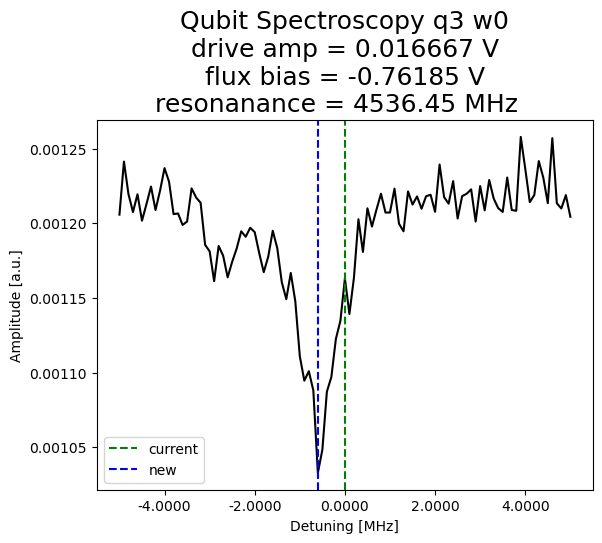 Qubit Spectroscopy q3 w0
drive amp = 0.016667 V
flux bias = -0.76185 V
resonanance = 4536.45 MHz
0.00125
0.00120
0.00115
0.00110
0.00105
Amplitude [a.u.]
current
new
-4.0000 -2.0000 0.0000 2.0000 4.0000
Detuning [MHz]